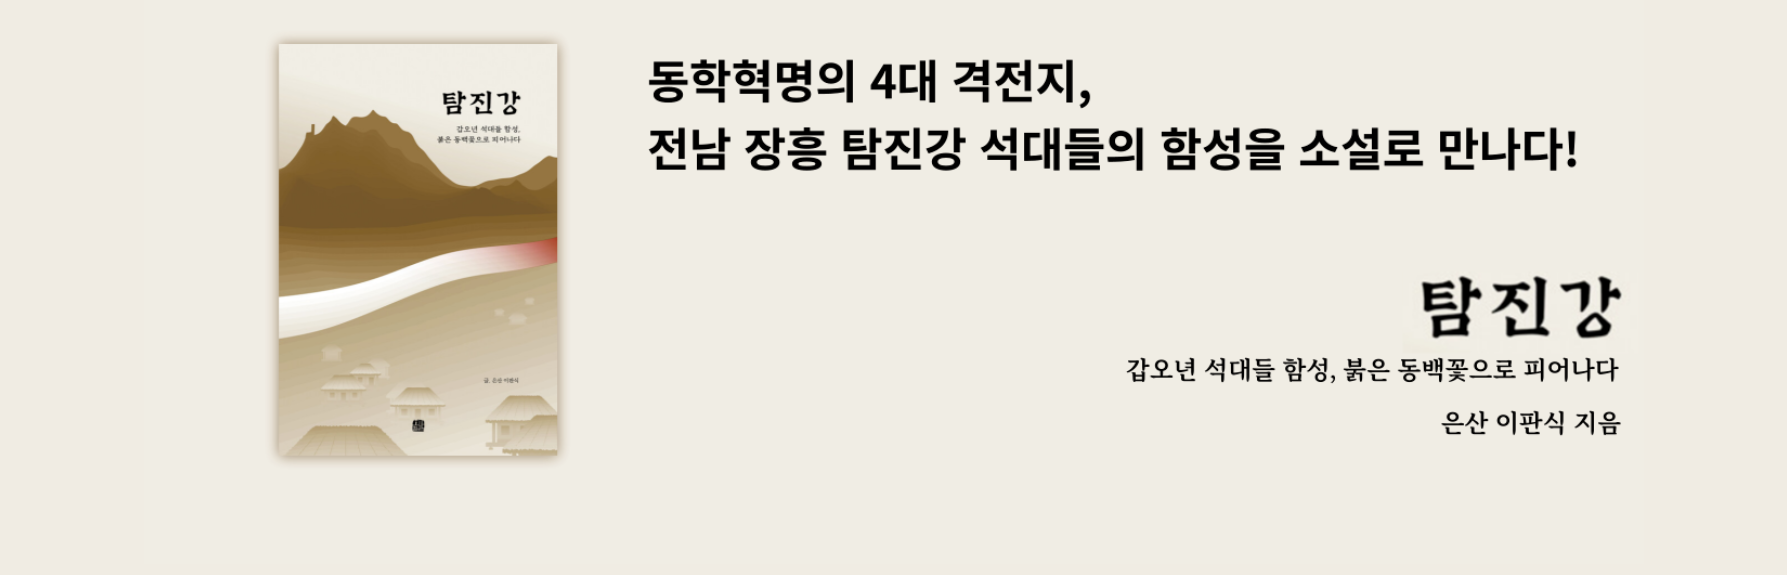 탐진강
갑오년 석대들 함성,
붉은 동백꽃으로 피어나다
글. 은산 이판식
동학혁명의 4대 격전지,
전남 장흥 탐진강 석대들의 함성을 소설로 만나다!
탐진강
갑오년 석대들 함성, 붉은 동백꽃으로 피어나다
은산 이판식 지음